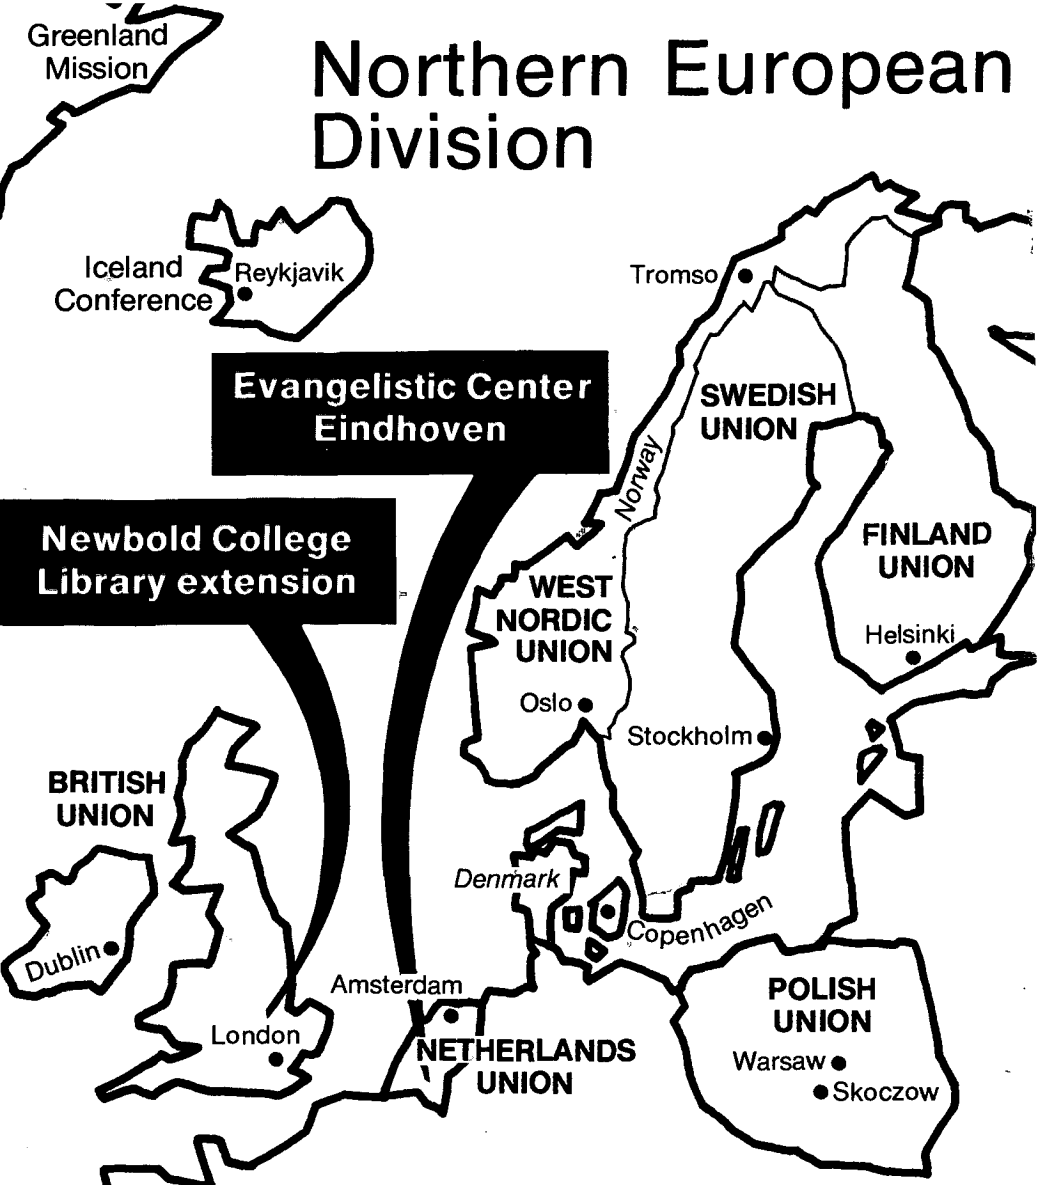 Greenland
Mission
Northern European
Division
Iceland
Conference
Reykjavik
Tromso
Evangelistic Center
Eindhoven
SWEDISH
UNION
Norway
Newbold College
Library extension
FINLAND
UNION
WEST
NORDIC
UNION
Helsinki
Oslo
Stockholm
BRITISH
UNION
Denmark
Copenhagen
Dublin
Amsterdam
POLISH
UNION
London
NETHERLANDS
UNION
Warsaw
Skoczow